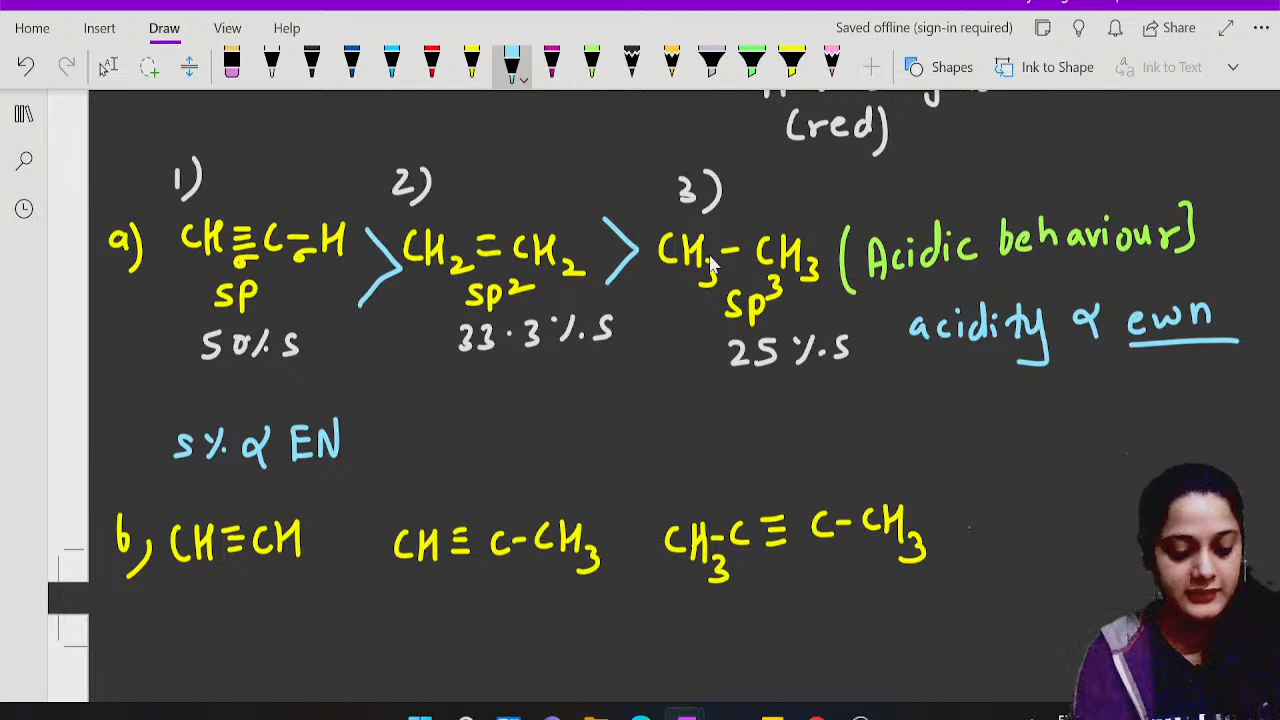 Home Insert Draw View Help Saved offline (sign-in required) Share
Shapes Ink to Shape Ink to Text
(red)
1) 2) 3)
a) CH≡C-H > CH2=CH2 > CH3-CH3 (Acidic behaviour]
sp sp2 sp3
50% S 33.3%.S 25%.S
acidity ∝ ewn
s% ∝ EN
b, CH≡CH CH≡C-CH3 CH3-C≡C-CH3